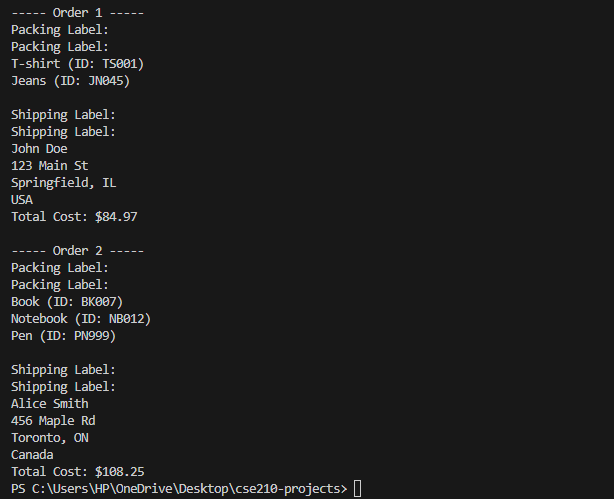 ----- Order 1 -----
Packing Label:
Packing Label:
T-shirt (ID: TS001)
Jeans (ID: JN045)

Shipping Label:
Shipping Label:
John Doe
123 Main St
Springfield, IL
USA
Total Cost: $84.97

----- Order 2 -----
Packing Label:
Packing Label:
Book (ID: BK007)
Notebook (ID: NB012)
Pen (ID: PN999)

Shipping Label:
Shipping Label:
Alice Smith
456 Maple Rd
Toronto, ON
Canada
Total Cost: $108.25
PS C:\Users\HP\OneDrive\Desktop\cse210-projects>